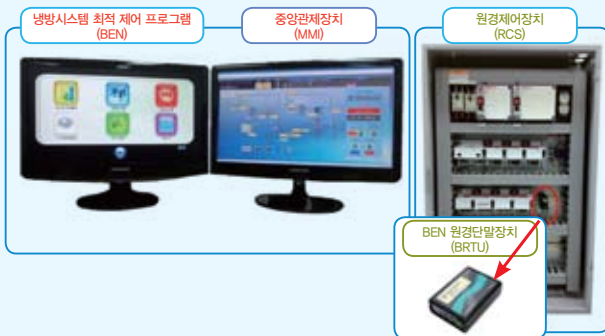 냉방시스템 최적 제어 프로그램
(BEN)
중앙관제장치
(MMI)
원경제어장치
(RCS)
BEN 원경단말장치
(BRTU)